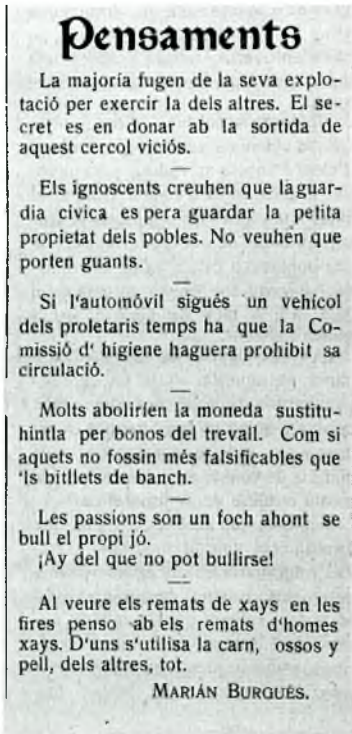 Pensaments
La majoría fugen de la seva explo-
tació per exercir la dels altres. El se-
cret es en donar ab la sortida de
aquest cercol viciós.
Els ignoscents creuhen que la guar-
dia civica es pera guardar la petita
propietat dels pobles. No veuhen que
porten guants.
Si l'automóvil sigués un vehícol
dels proletaris temps ha que la Co-
missió d' higiene haguera prohibit sa
circulació.
Molts abolirien la moneda sustitu-
hintla per bonos del trevall. Com si
aquets no fossin més falsificables que
'ls bitllets de banch.
Les passions son un foch ahont se
bull el propi jó.
¡Ay del que no pot bullirse!
Al veure els remats de xays en les
fires penso ab els remats d'homes
xays. D'uns s'utilisa la carn, ossos y
pell, dels altres, tot.
MARIÁN BURGUÉS.